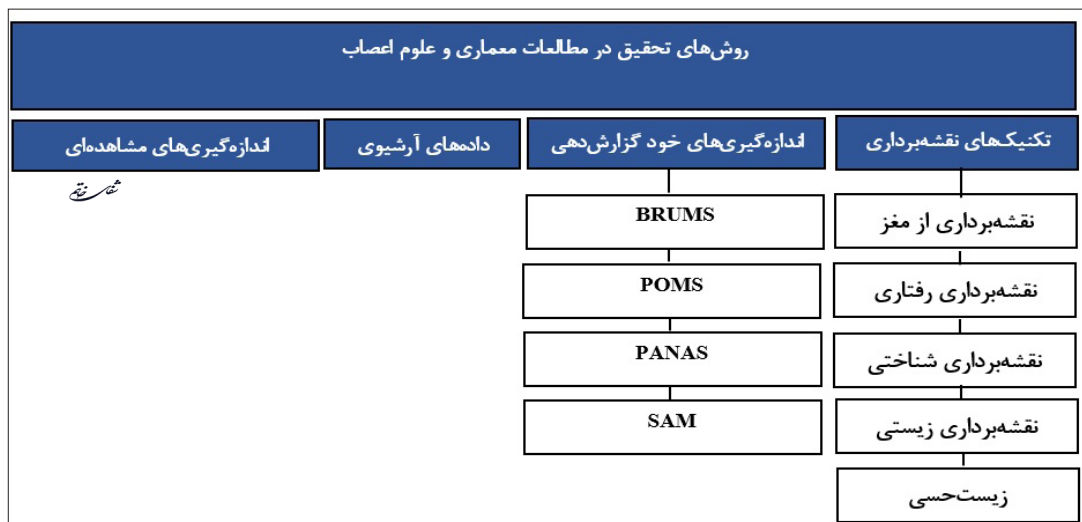 روش‌های تحقیق در مطالعات معماری و علوم اعصاب
تکنیک‌های نقشه‌برداری
اندازه‌گیری‌های خود گزارش‌دهی
داده‌های آرشیوی
اندازه‌گیری‌های مشاهده‌ای
نقشه‌برداری از مغز
نقشه‌برداری رفتاری
نقشه‌برداری شناختی
نقشه‌برداری زیستی
زیست‌حسی
BRUMS
POMS
PANAS
SAM